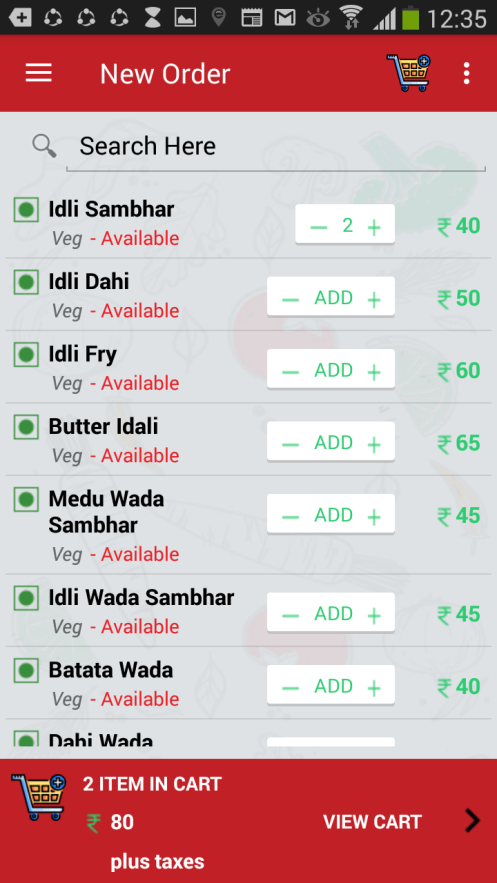 12:35
New Order
Search Here
Idli Sambhar
Veg - Available
– 2 +
₹ 40
Idli Dahi
Veg - Available
– ADD +
₹ 50
Idli Fry
Veg - Available
– ADD +
₹ 60
Butter Idali
Veg - Available
– ADD +
₹ 65
Medu Wada
Sambhar
Veg - Available
– ADD +
₹ 45
Idli Wada Sambhar
Veg - Available
– ADD +
₹ 45
Batata Wada
Veg - Available
– ADD +
₹ 40
Dahi Wada
2 ITEM IN CART
₹ 80
VIEW CART
plus taxes